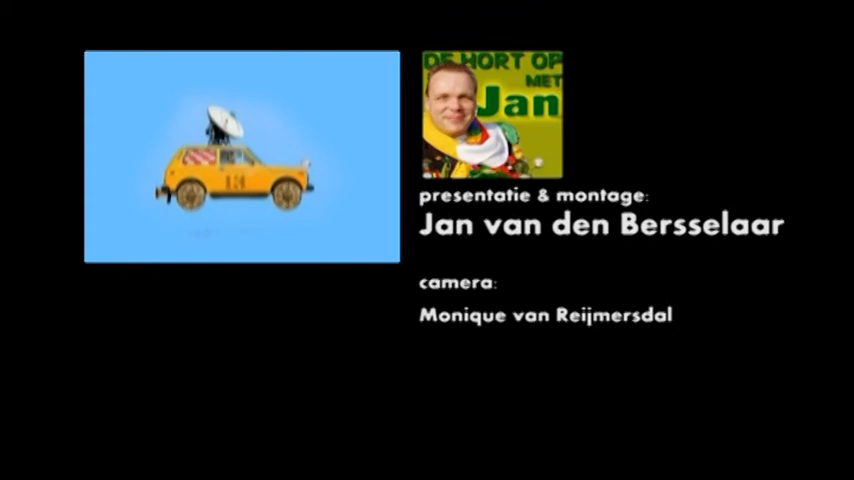 DE HORT OP
MET
Jan
presentatie & montage:
Jan van den Bersselaar
camera:
Monique van Reijmersdal